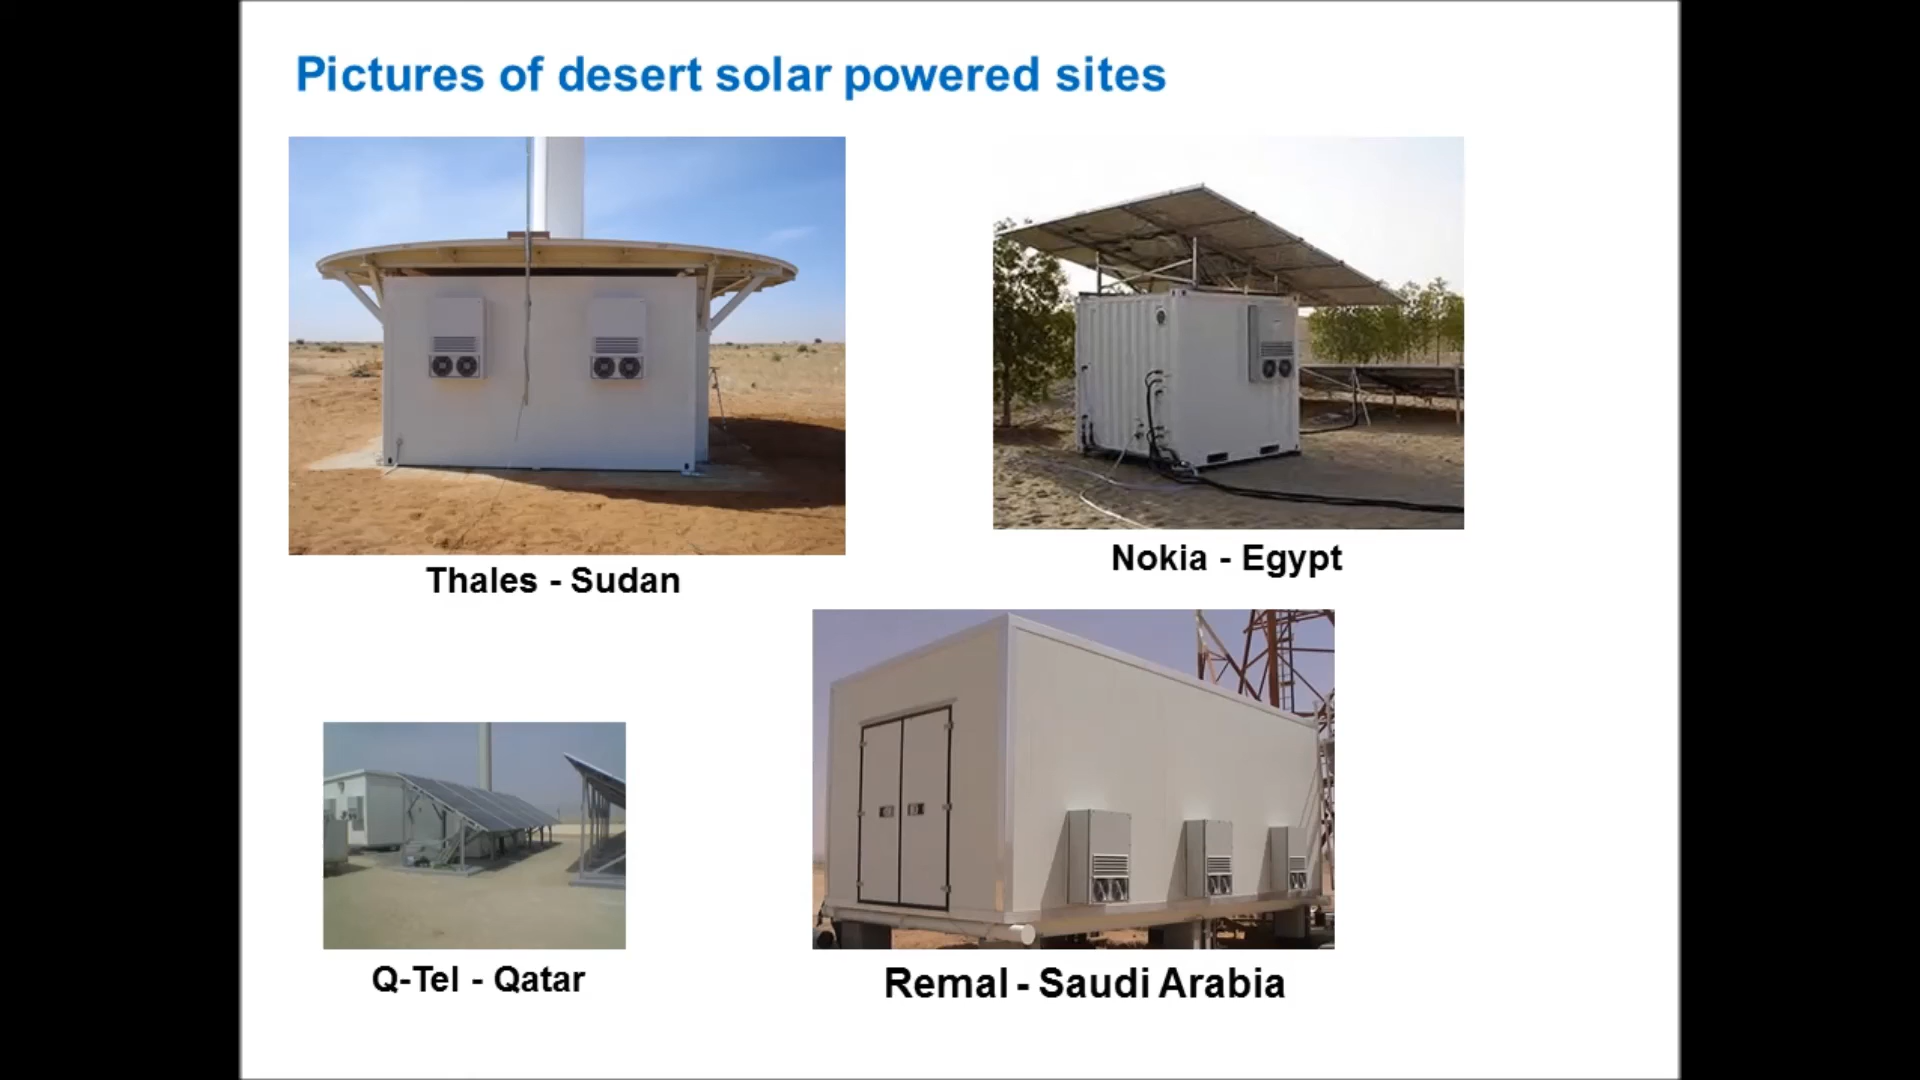 Pictures of desert solar powered sites
Thales - Sudan
Nokia - Egypt
Q-Tel - Qatar
Remal - Saudi Arabia